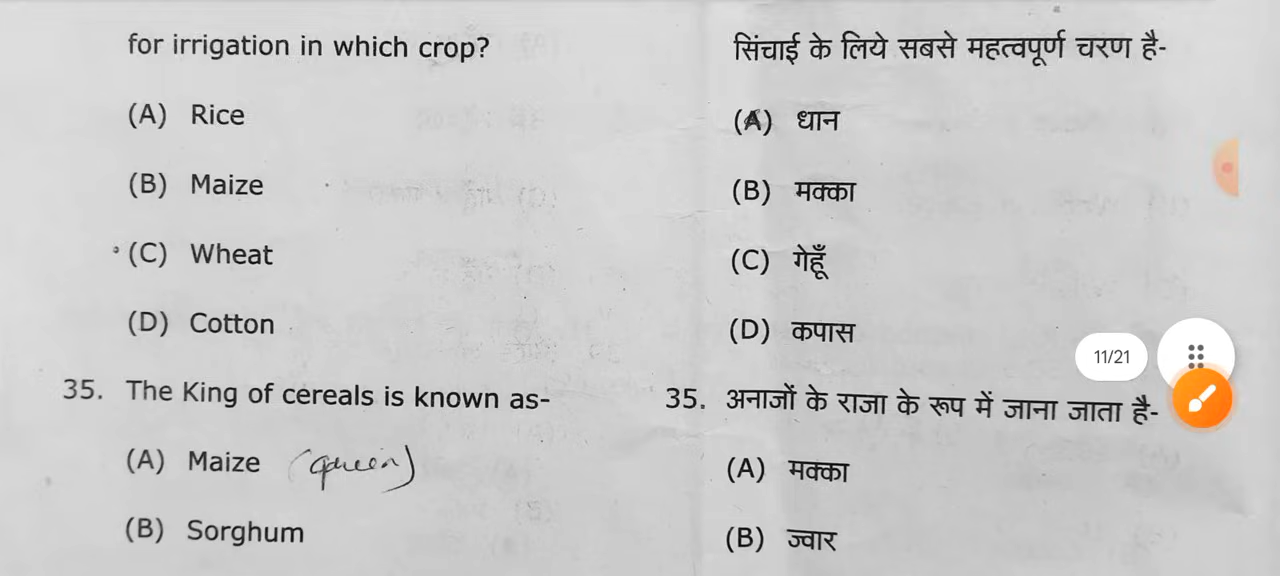 for irrigation in which crop?
(A) Rice
(B) Maize
(C) Wheat
(D) Cotton
35. The King of cereals is known as-
(A) Maize (queen)
(B) Sorghum
सिंचाई के लिये सबसे महत्वपूर्ण चरण है-
(A) धान
(B) मक्का
(C) गेहूँ
(D) कपास
35. अनाजों के राजा के रूप में जाना जाता है-
(A) मक्का
(B) ज्वार
11/21